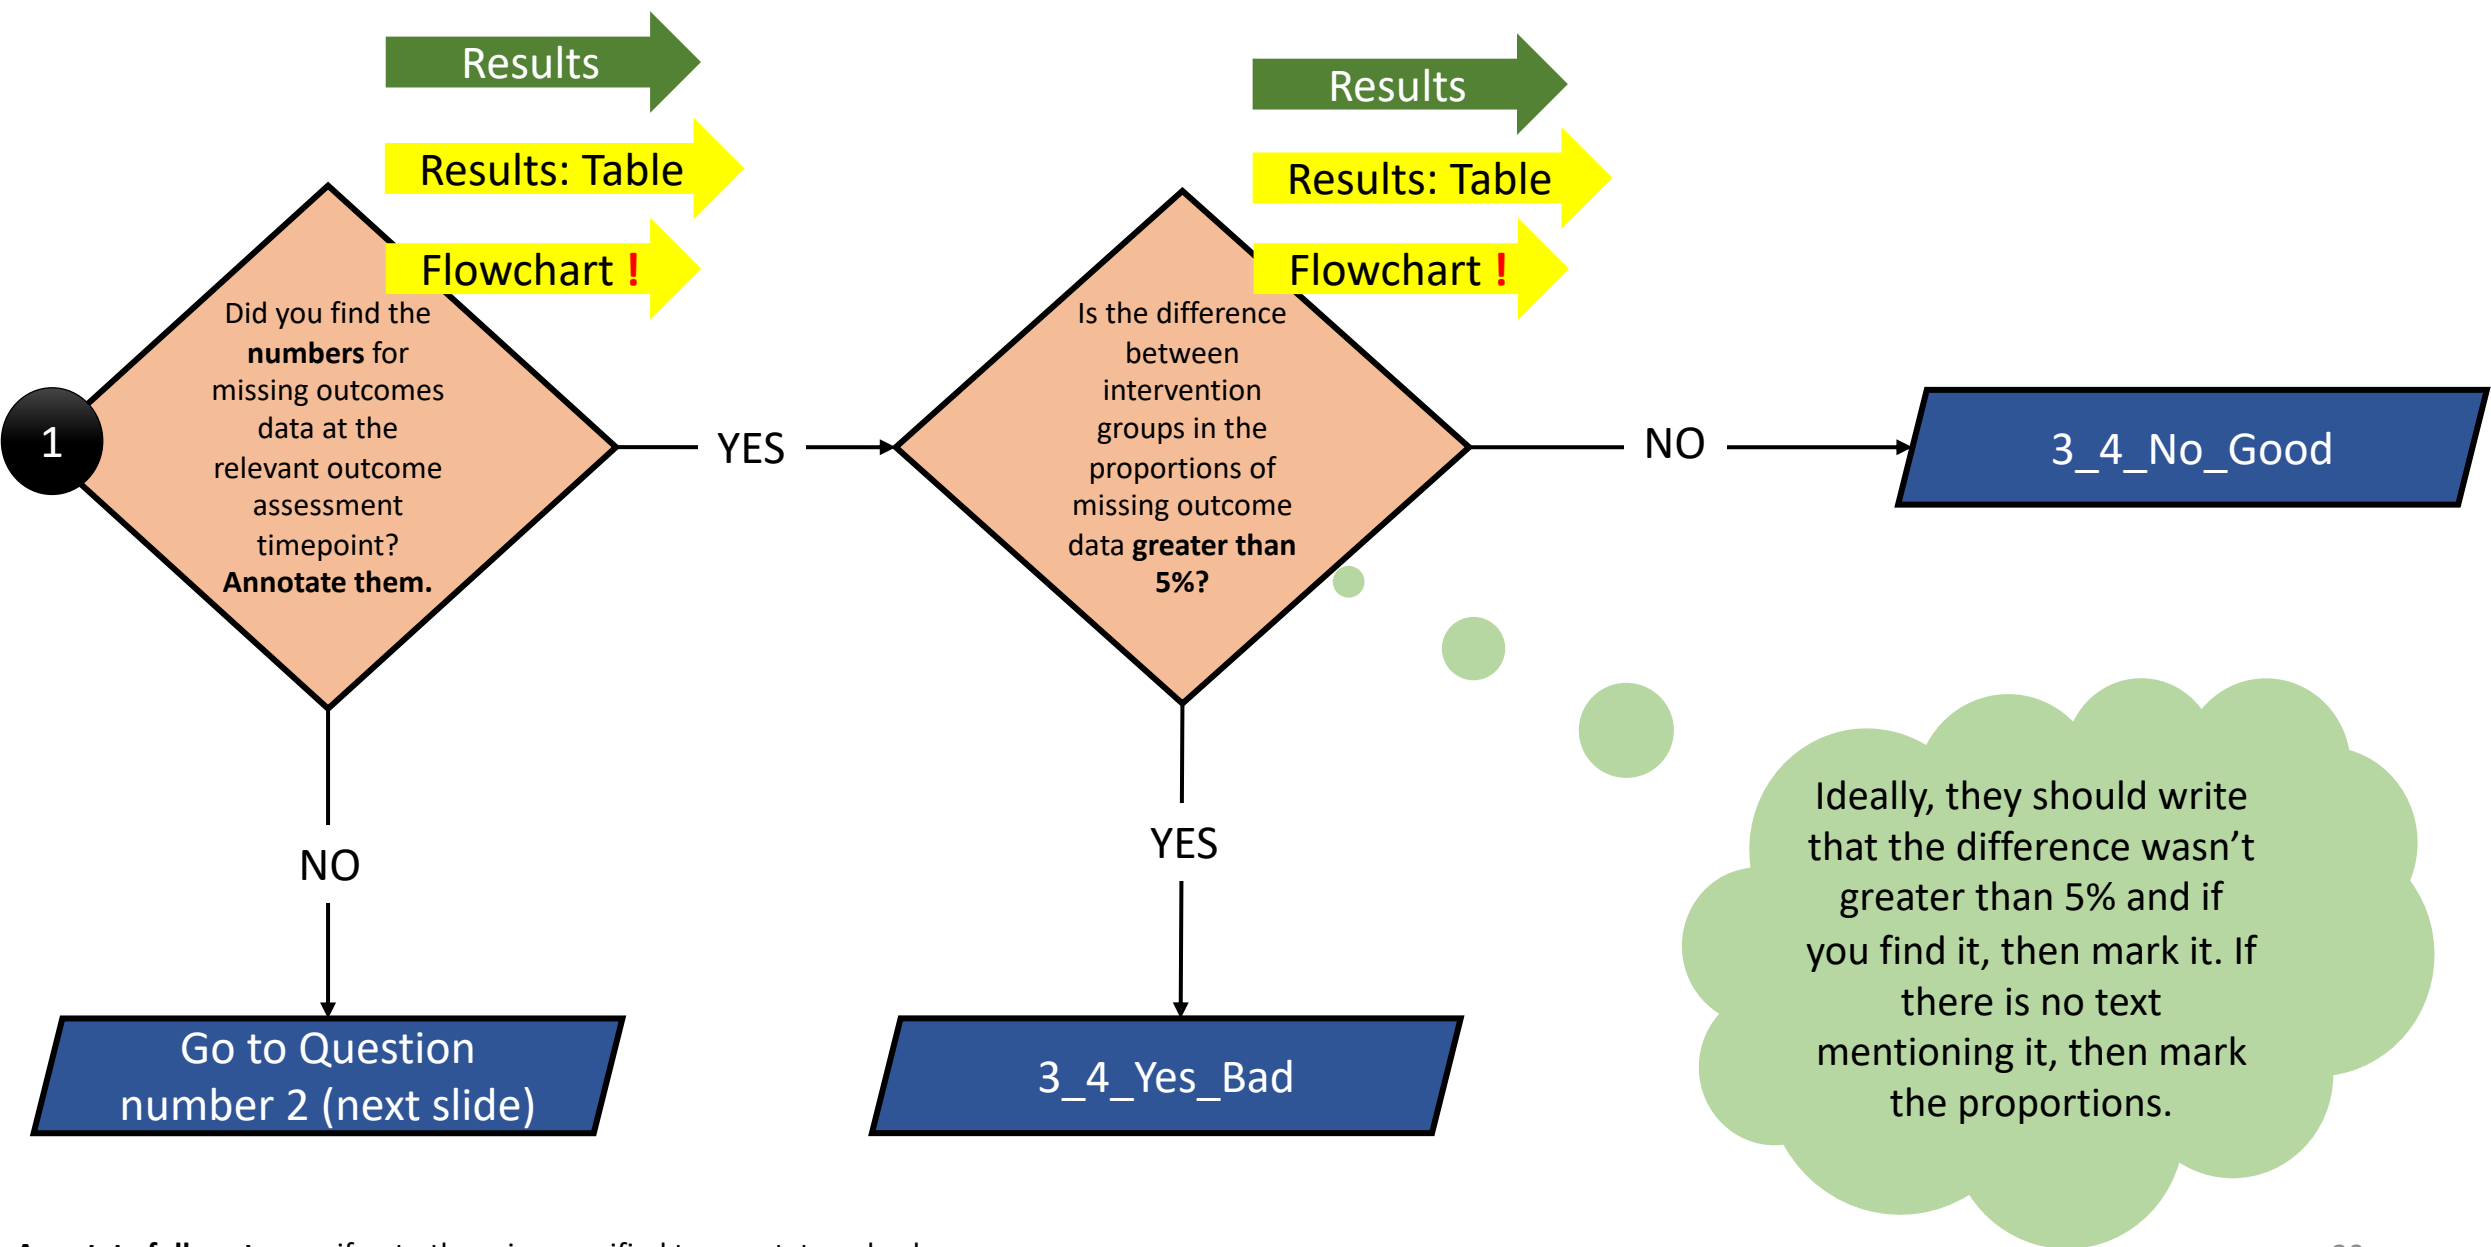 Results
Results: Table
Flowchart !
1
Did you find the
numbers for
missing outcomes
data at the
relevant outcome
assessment
timepoint?
Annotate them.
YES
NO
Go to Question
number 2 (next slide)
Results
Results: Table
Flowchart !
Is the difference
between
intervention
groups in the
proportions of
missing outcome
data greater than
5%?
NO
3_4_No_Good
YES
3_4_Yes_Bad
Ideally, they should write
that the difference wasn’t
greater than 5% and if
you find it, then mark it. If
there is no text
mentioning it, then mark
the proportions.